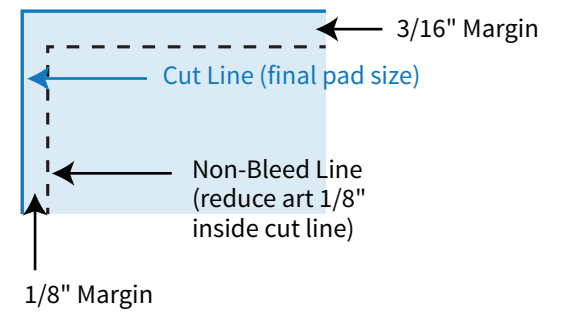 3/16" Margin
Cut Line (final pad size)
Non-Bleed Line
(reduce art 1/8"
inside cut line)
1/8" Margin